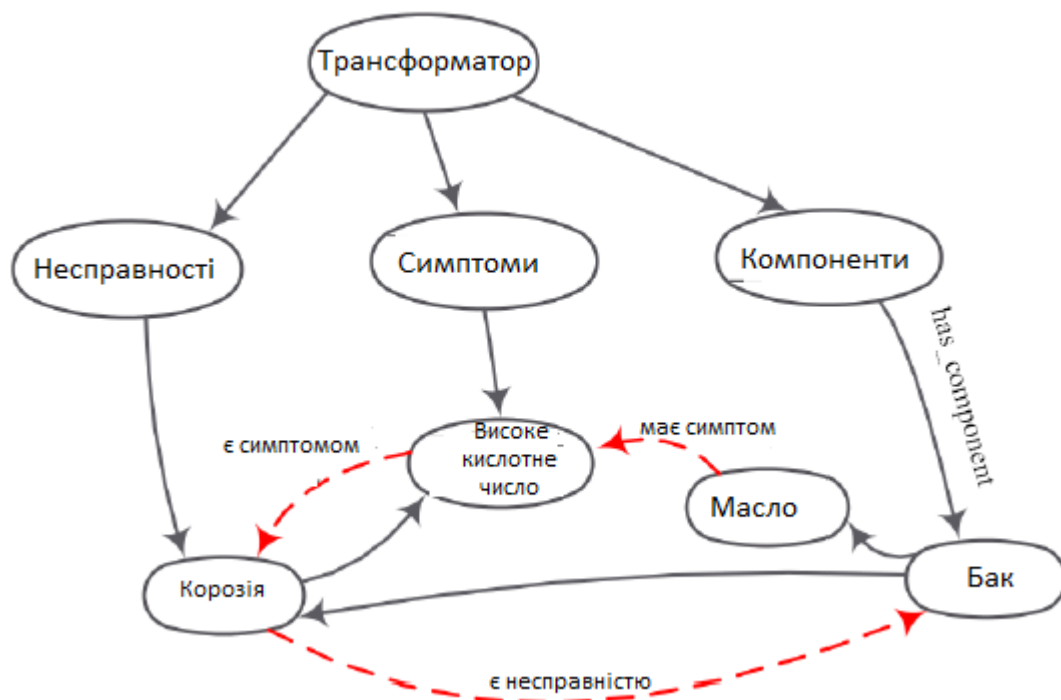 Трансформатор
Несправності
Симптоми
Компоненти
has_component
є симптомом
Високе
кислотне
число
має симптом
Масло
Корозія
Бак
є несправністю